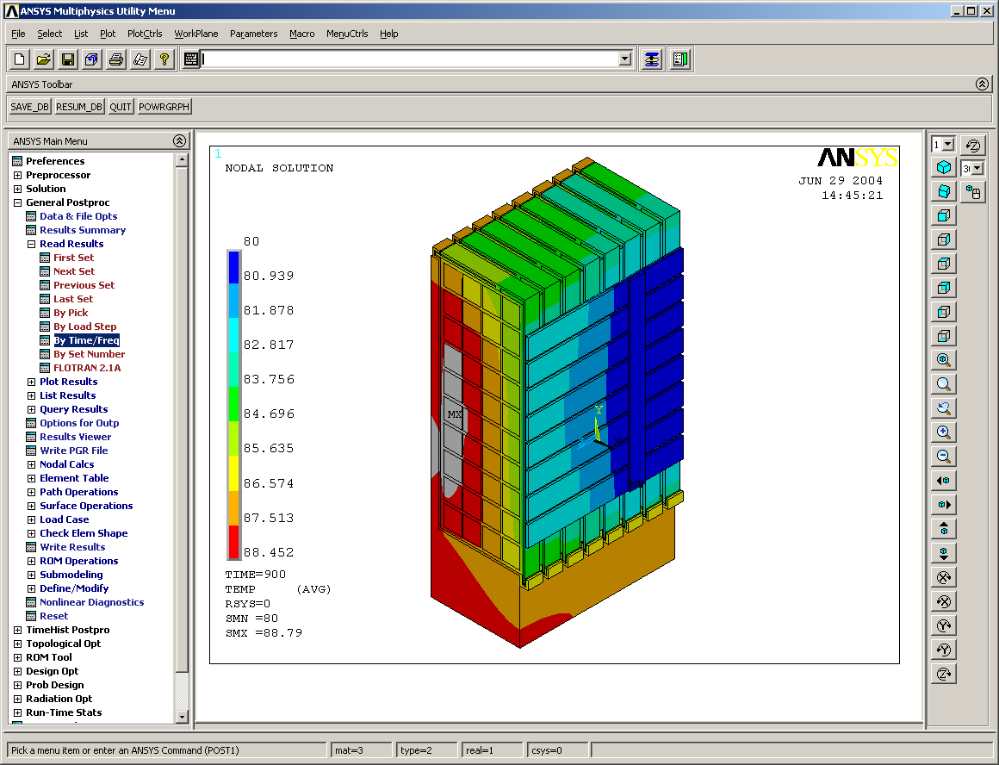 ANSYS Multiphysics Utility Menu
File Select List Plot PlotCtrls WorkPlane Parameters Macro MenuCtrls Help
ANSYS Toolbar
SAVE_DB RESUM_DB QUIT POWRGRPH
ANSYS Main Menu
Preferences
Preprocessor
Solution
General Postproc
Data & File Opts
Results Summary
Read Results
First Set
Next Set
Previous Set
Last Set
By Pick
By Load Step
By Time/Freq
By Set Number
FLOTRAN 2.1A
Plot Results
List Results
Query Results
Options for Outp
Results Viewer
Write PGR File
Nodal Calcs
Element Table
Path Operations
Surface Operations
Load Case
Check Elem Shape
Write Results
ROM Operations
Submodeling
Define/Modify
Nonlinear Diagnostics
Reset
TimeHist Postpro
Topological Opt
ROM Tool
Design Opt
Prob Design
Radiation Opt
Run-Time Stats
1
NODAL SOLUTION
ANSYS
JUN 29 2004
14:45:21
80
80.939
81.878
82.817
83.756
84.696
85.635
86.574
87.513
88.452
TIME=900
TEMP (AVG)
RSYS=0
SMN =80
SMX =88.79
MX
Y
Z
MN
1
Pick a menu item or enter an ANSYS Command (POST1)
mat=3 type=2 real=1 csys=0